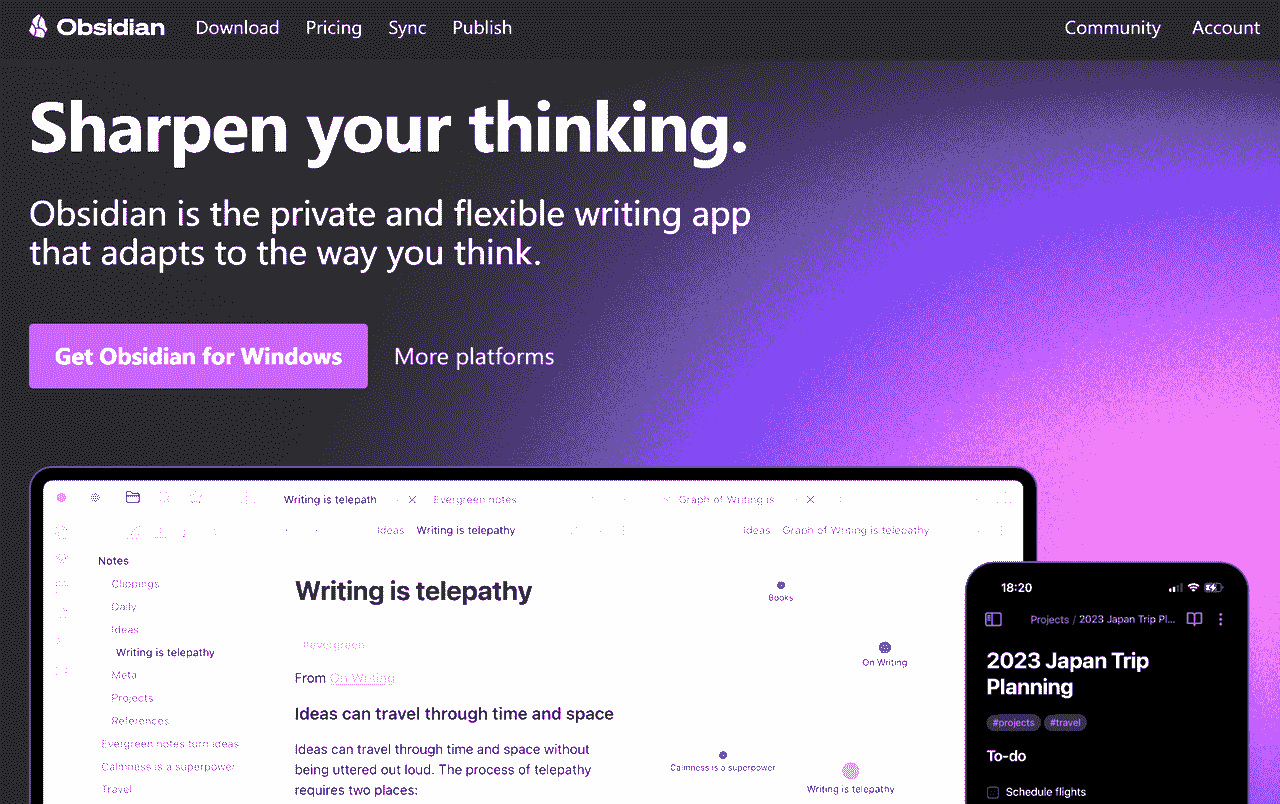 Obsidian Download Pricing Sync Publish Community Account
Sharpen your thinking.
Obsidian is the private and flexible writing app
that adapts to the way you think.
Get Obsidian for Windows More platforms
Writing is telepath Evergreen notes Graph of Writing is
Ideas Writing is telepathy Ideas Graph of Writing is telepathy
Notes
Clippings
Daily
Ideas
Writing is telepathy
Meta
Projects
References
Evergreen notes turn ideas
Calmness is a superpower
Travel
Writing is telepathy
#evergreen
From On Writing
Ideas can travel through time and space
Ideas can travel through time and space without
being uttered out loud. The process of telepathy
requires two places:
Books
On Writing
Calmness is a superpower
Writing is telepathy
18:20
Projects / 2023 Japan Trip Pl...
2023 Japan Trip
Planning
#projects #travel
To-do
Schedule flights